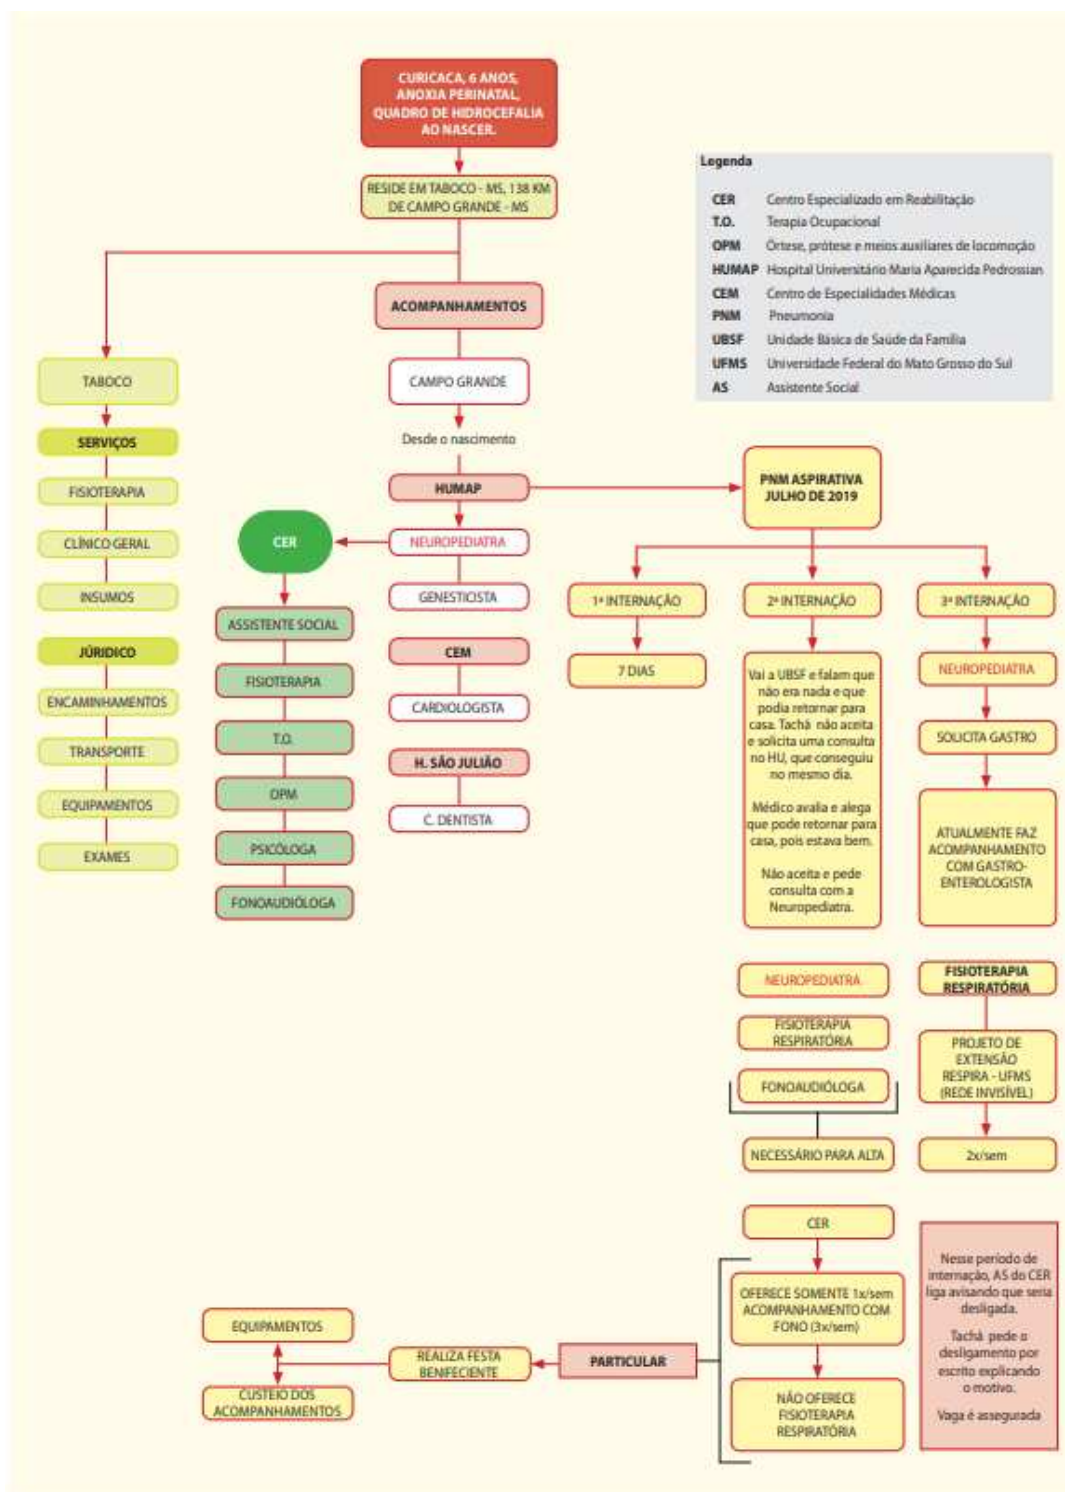 CURICACA, 6 ANOS,
ANOXIA PERINATAL,
QUADRO DE HIDROCEFALIA
AO NASCER.
RESIDE EM TABOCO - MS, 138 KM
DE CAMPO GRANDE - MS
Legenda
CER Centro Especializado em Reabilitação
T.O. Terapia Ocupacional
OPM Órtese, prótese e meios auxiliares de locomoção
HUMAP Hospital Universitário Maria Aparecida Pedrossian
CEM Centro de Especialidades Médicas
PNM Pneumonia
UBSF Unidade Básica de Saúde da Família
UFMS Universidade Federal do Mato Grosso do Sul
AS Assistente Social
TABOCO
SERVIÇOS
FISIOTERAPIA
CLÍNICO GERAL
INSUMOS
JÚRIDICO
ENCAMINHAMENTOS
TRANSPORTE
EQUIPAMENTOS
EXAMES
ACOMPANHAMENTOS
CAMPO GRANDE
Desde o nascimento
HUMAP
NEUROPEDIATRA
GENESTICISTA
CEM
CARDIOLOGISTA
H. SÃO JULIÃO
C. DENTISTA
CER
ASSISTENTE SOCIAL
FISIOTERAPIA
T.O.
OPM
PSICÓLOGA
FONOAUDIÓLOGA
PNM ASPIRATIVA
JULHO DE 2019
1ª INTERNAÇÃO
7 DIAS
2ª INTERNAÇÃO
Vai a UBSF e falam que
não era nada e que
podia retornar para
casa. Tachã não aceita
e solicita uma consulta
no HU, que conseguiu
no mesmo dia.
Médico avalia e alega
que pode retornar para
casa, pois estava bem.
Não aceita e pede
consulta com a
Neuropediatra.
3ª INTERNAÇÃO
NEUROPEDIATRA
SOLICITA GASTRO
ATUALMENTE FAZ
ACOMPANHAMENTO
COM GASTRO-
ENTEROLOGISTA
NEUROPEDIATRA
FISIOTERAPIA
RESPIRATÓRIA
FONOAUDIÓLOGA
NECESSÁRIO PARA ALTA
FISIOTERAPIA
RESPIRATÓRIA
PROJETO DE
EXTENSÃO
RESPIRA - UFMS
(REDE INVISÍVEL)
2x/sem
CER
OFERECE SOMENTE 1x/sem
ACOMPANHAMENTO COM
FONO (3x/sem)
NÃO OFERECE
FISIOTERAPIA
RESPIRATÓRIA
PARTICULAR
REALIZA FESTA
BENIFECIENTE
EQUIPAMENTOS
CUSTEIO DOS
ACOMPANHAMENTOS
Nesse período de
internação, AS do CER
liga avisando que seria
desligada.
Tachã pede o
desligamento por
escrito explicando
o motivo.
Vaga é assegurada